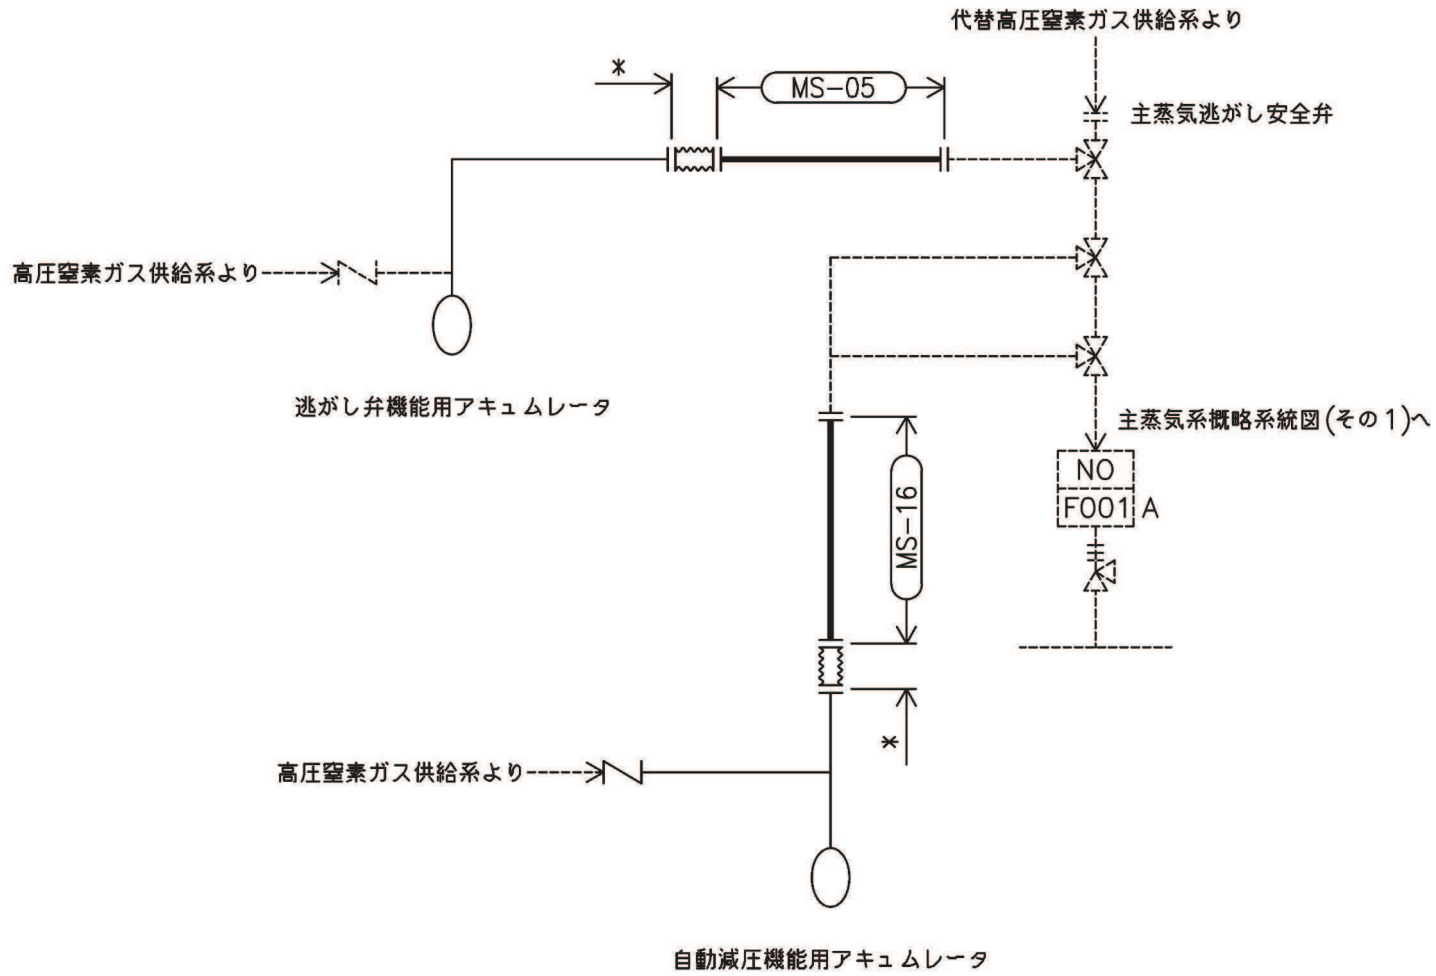 代替高圧窒素ガス供給系より
*
MS-05
主蒸気逃がし安全弁
高圧窒素ガス供給系より
逃がし弁機能用アキュムレータ
主蒸気系概略系統図(その1)へ
NO
F001 A
MS-16
*
高圧窒素ガス供給系より
自動減圧機能用アキュムレータ